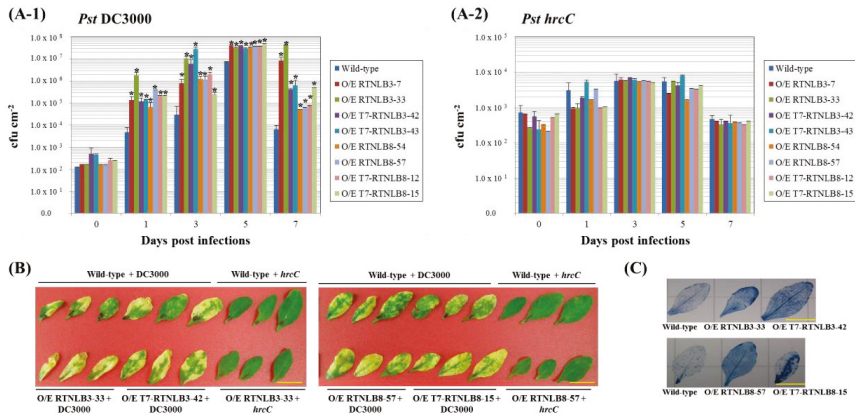 (A-1) Pst DC3000
1.0 x 10 8
1.0 x 10 7
1.0 x 10 6
1.0 x 10 5
1.0 x 10 4
1.0 x 10 3
1.0 x 10 2
1.0 x 10 1
0.0
cfu cm-2
0 1 3 5 7
Days post infections
Wild-type
O/E RTNLB3-7
O/E RTNLB3-33
O/E T7-RTNLB3-42
O/E T7-RTNLB3-43
O/E RTNLB8-54
O/E RTNLB8-57
O/E T7-RTNLB8-12
O/E T7-RTNLB8-15
(A-2) Pst hrcC
1.0 x 10 5
1.0 x 10 4
1.0 x 10 3
1.0 x 10 2
1.0 x 10 1
0.0
cfu cm-2
0 1 3 5 7
Days post infections
Wild-type
O/E RTNLB3-7
O/E RTNLB3-33
O/E T7-RTNLB3-42
O/E T7-RTNLB3-43
O/E RTNLB8-54
O/E RTNLB8-57
O/E T7-RTNLB8-12
O/E T7-RTNLB8-15
(B)
Wild-type + DC3000 Wild-type + hrcC
O/E RTNLB3-33 + DC3000
O/E T7-RTNLB3-42 + DC3000
O/E RTNLB3-33 + hrcC
Wild-type + DC3000 Wild-type + hrcC
O/E RTNLB8-57 + DC3000
O/E T7-RTNLB8-15 + DC3000
O/E RTNLB8-57 + hrcC
(C)
Wild-type O/E RTNLB3-33 O/E T7-RTNLB3-42
Wild-type O/E RTNLB8-57 O/E T7-RTNLB8-15